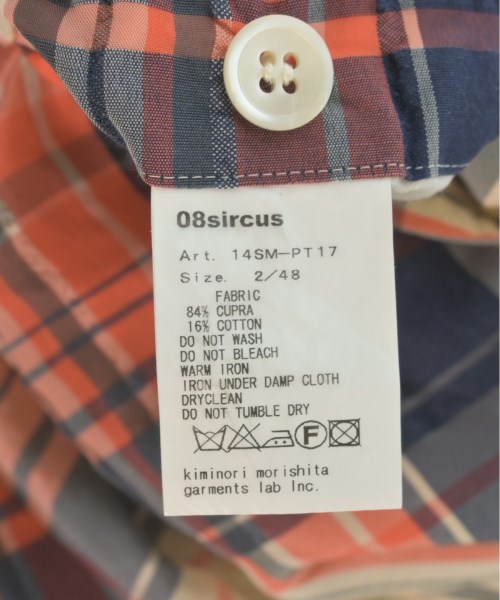 08sircus
Art. 14SM-PT17
Size. 2/48
FABRIC
84% CUPRA
16% COTTON
DO NOT WASH
DO NOT BLEACH
WARM IRON
IRON UNDER DAMP CLOTH
DRYCLEAN
DO NOT TUMBLE DRY
F
kiminori morishita
garments lab Inc.